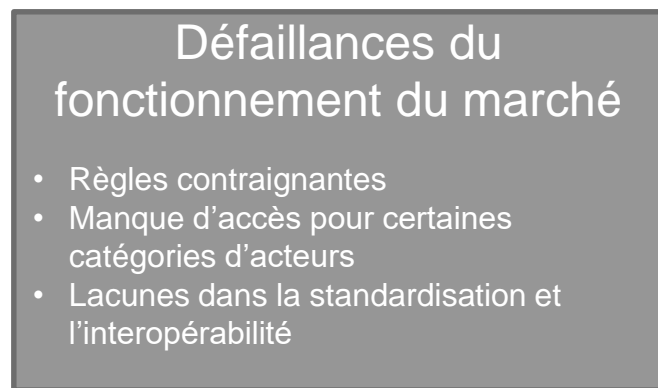 Défaillances du
fonctionnement du marché
• Règles contraignantes
• Manque d’accès pour certaines
catégories d’acteurs
• Lacunes dans la standardisation et
l’interopérabilité